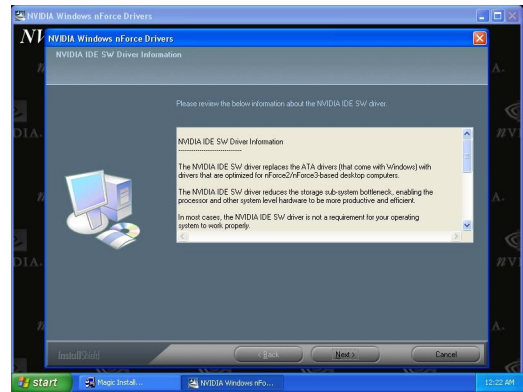 NVIDIA Windows nForce Drivers
NVIDIA Windows nForce Drivers
NVIDIA IDE SW Driver Information
Please review the below information about the NVIDIA IDE SW driver.
NVIDIA IDE SW Driver Information
-----------------------------
The NVIDIA IDE SW driver replaces the ATA drivers (that come with Windows) with
drivers that are optimized for nForce2/nForce3-based desktop computers.
The NVIDIA IDE SW driver reduces the storage sub-system bottleneck, enabling the
processor and other system level hardware to be more productive and efficient.
In most cases, the NVIDIA IDE SW driver is not a requirement for your operating
system to work properly.
InstallShield
< Back
Next >
Cancel
start
Magic Install...
NVIDIA Windows nFo...
12:22 AM